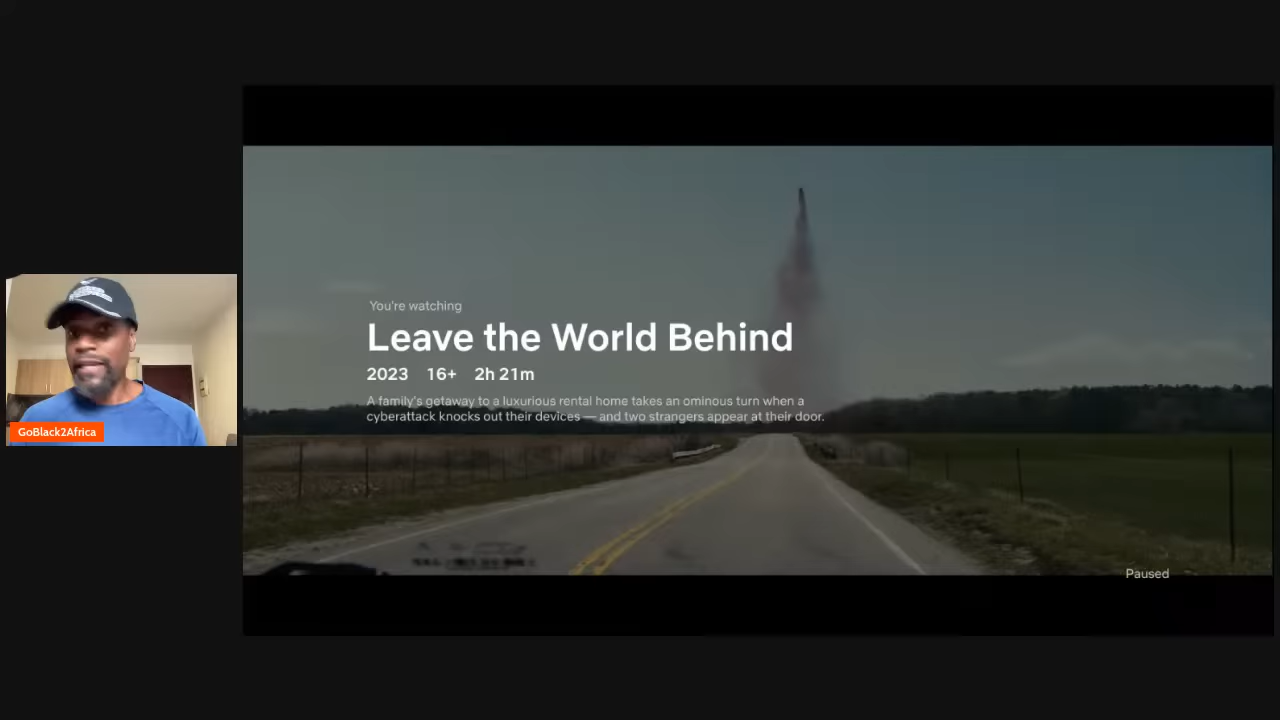 You're watching
Leave the World Behind
2023 16+ 2h 21m
A family's getaway to a luxurious rental home takes an ominous turn when a
cyberattack knocks out their devices — and two strangers appear at their door.
GoBlack2Africa
Paused